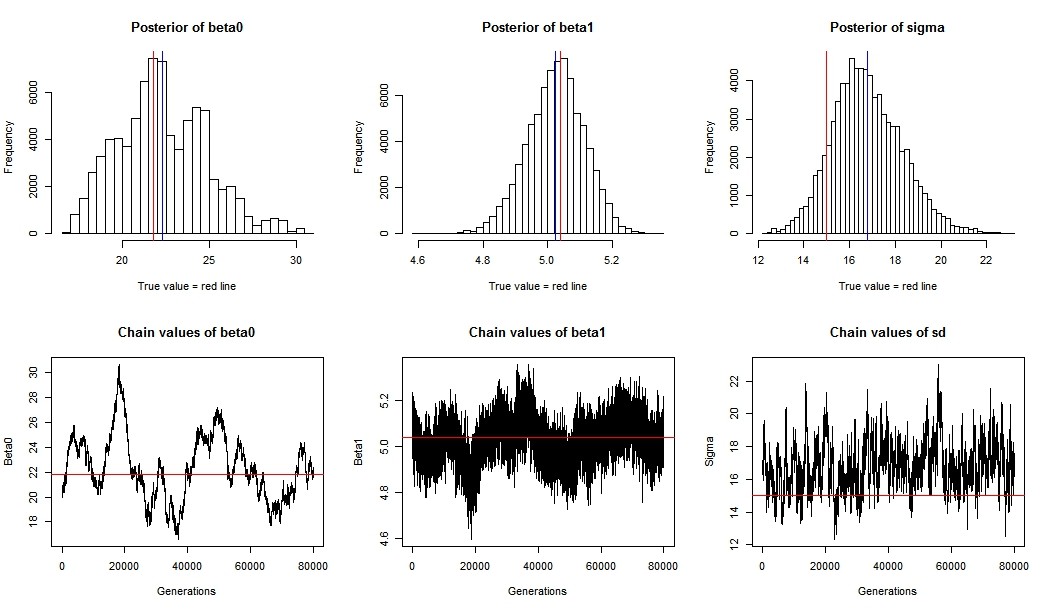 Posterior of beta0
Frequency
0 2000 4000 6000
20 25 30
True value = red line
Posterior of beta1
Frequency
0 2000 4000 6000
4.6 4.8 5.0 5.2
True value = red line
Posterior of sigma
Frequency
0 1000 2000 3000 4000
12 14 16 18 20 22
True value = red line
Chain values of beta0
Beta0
18 20 22 24 26 28 30
0 20000 40000 60000 80000
Generations
Chain values of beta1
Beta1
4.6 4.8 5.0 5.2
0 20000 40000 60000 80000
Generations
Chain values of sd
Sigma
12 14 16 18 20 22
0 20000 40000 60000 80000
Generations